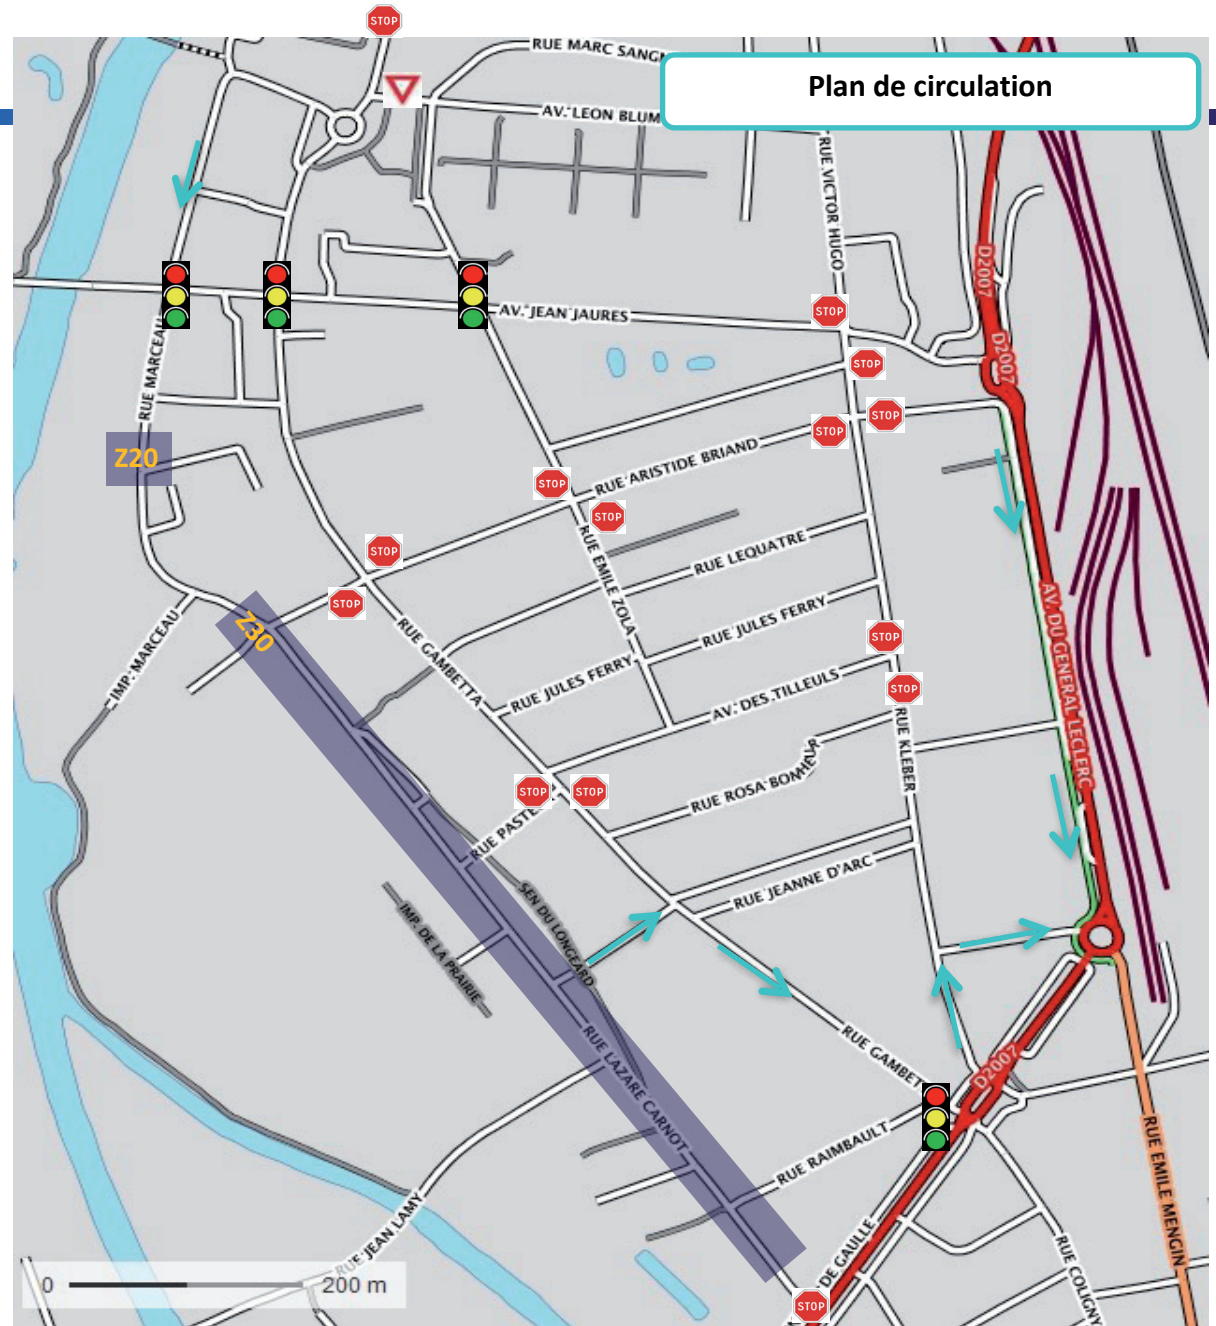 STOP
RUE MARC SANG
Plan de circulation
AV. LEON BLUM
RUE VICTOR HUGO
D2007
AV. JEAN JAURES
STOP
D2007
RUE MARCEAU
STOP
STOP
STOP
Z20
RUE ARISTIDE BRIAND
STOP
STOP
RUE LEQUATRE
STOP
RUE EMILE ZOLA
AV. DU GENERAL LECLERC
STOP
Z30
RUE JULES FERRY
STOP
IMP. MARCEAU
RUE GAMBETTA
RUE JULES FERRY
AV. DES TILLEULS
STOP
RUE KLEBER
RUE ROSA BONHEUR
STOP
STOP
RUE PASTE
RUE JEANNE D'ARC
SEN DU LONGEARD
IMP. DE LA PRAIRIE
RUE LAZARE CARNOT
RUE GAMBET
D2007
RUE RAIMBAULT
RUE EMILE MENGIN
RUE JEAN LAMY
DE GAULLE
RUE COLIGNY
0 200 m
STOP